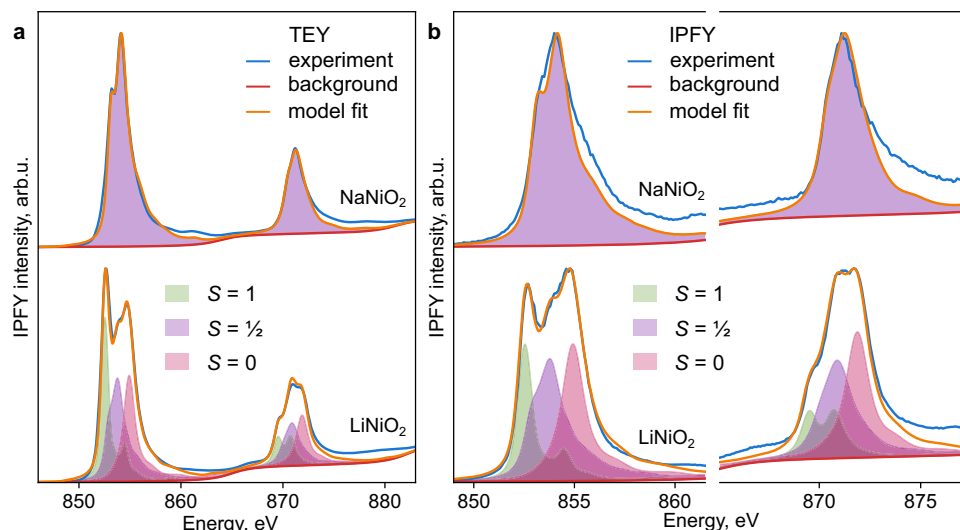 a
TEY
experiment
background
model fit
NaNiO₂
S = 1
S = ½
S = 0
LiNiO₂
IPFY intensity, arb.u.
850
860
870
880
Energy, eV
b
IPFY
experiment
background
model fit
NaNiO₂
S = 1
S = ½
S = 0
LiNiO₂
IPFY intensity, arb.u.
850
855
860
870
875
Energy, eV
Energy, eV